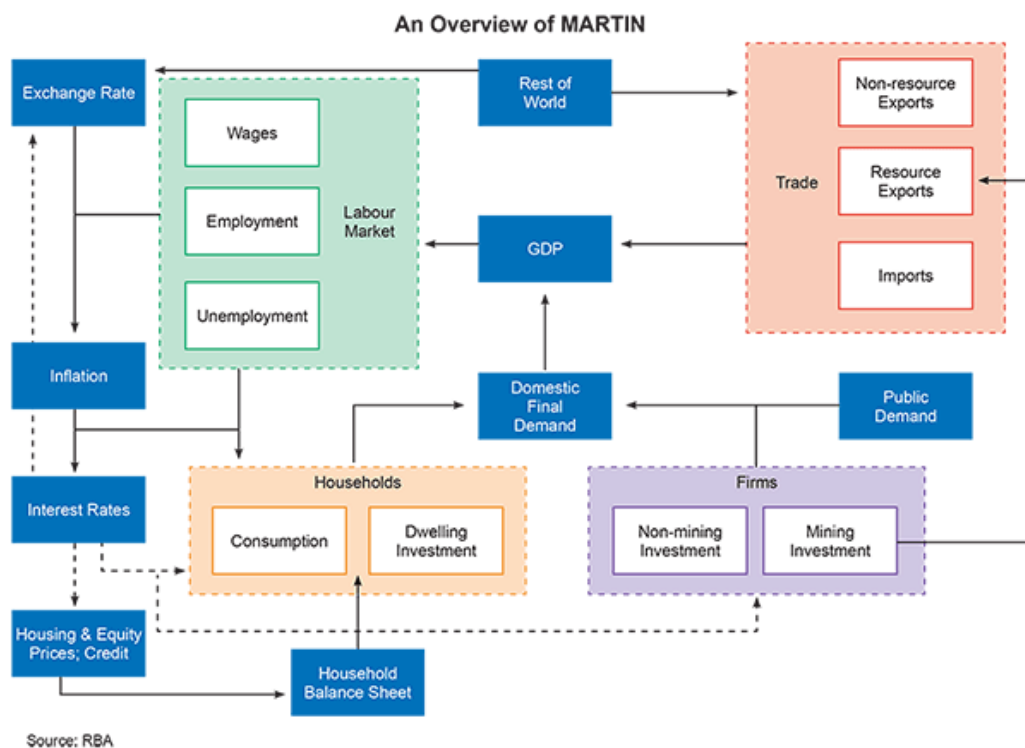 An Overview of MARTIN
Exchange Rate
Rest of
World
Non-resource
Exports
Wages
Trade
Resource
Exports
Employment
Labour
Market
GDP
Imports
Unemployment
Inflation
Domestic
Final
Demand
Public
Demand
Interest Rates
Households
Consumption
Dwelling
Investment
Firms
Non-mining
Investment
Mining
Investment
Housing & Equity
Prices; Credit
Household
Balance Sheet
Source: RBA